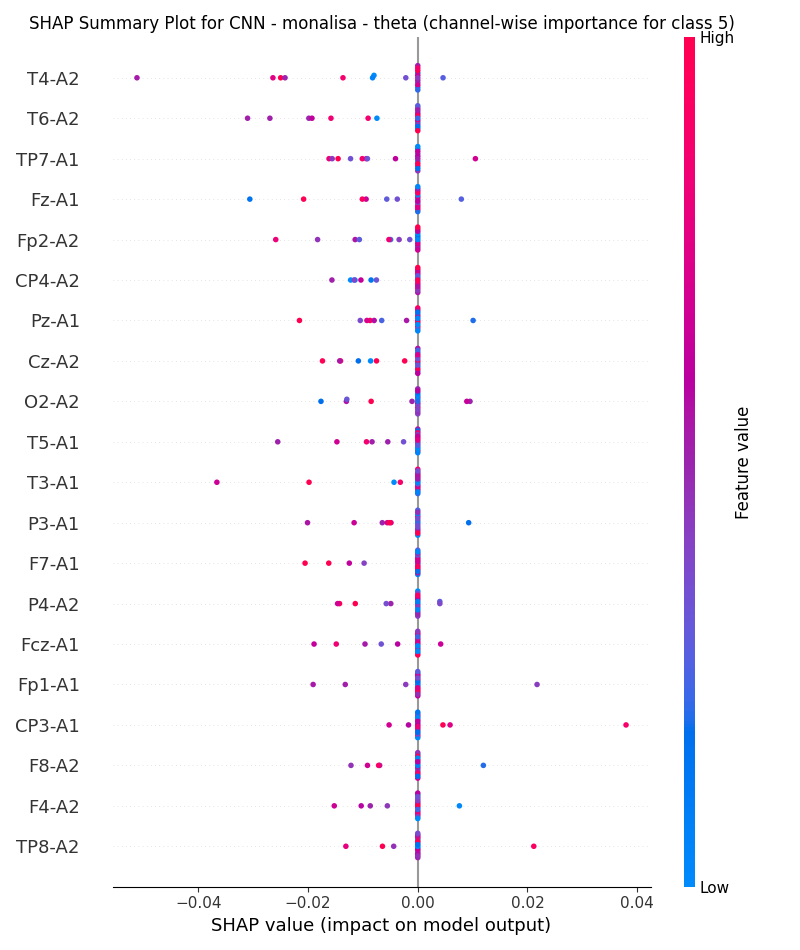 SHAP Summary Plot for CNN - monalisa - theta (channel-wise importance for class 5)
High
T4-A2
T6-A2
TP7-A1
Fz-A1
Fp2-A2
CP4-A2
Pz-A1
Cz-A2
O2-A2
T5-A1
T3-A1
P3-A1
F7-A1
P4-A2
Fcz-A1
Fp1-A1
CP3-A1
F8-A2
F4-A2
TP8-A2
Feature value
Low
−0.04 −0.02 0.00 0.02 0.04
SHAP value (impact on model output)